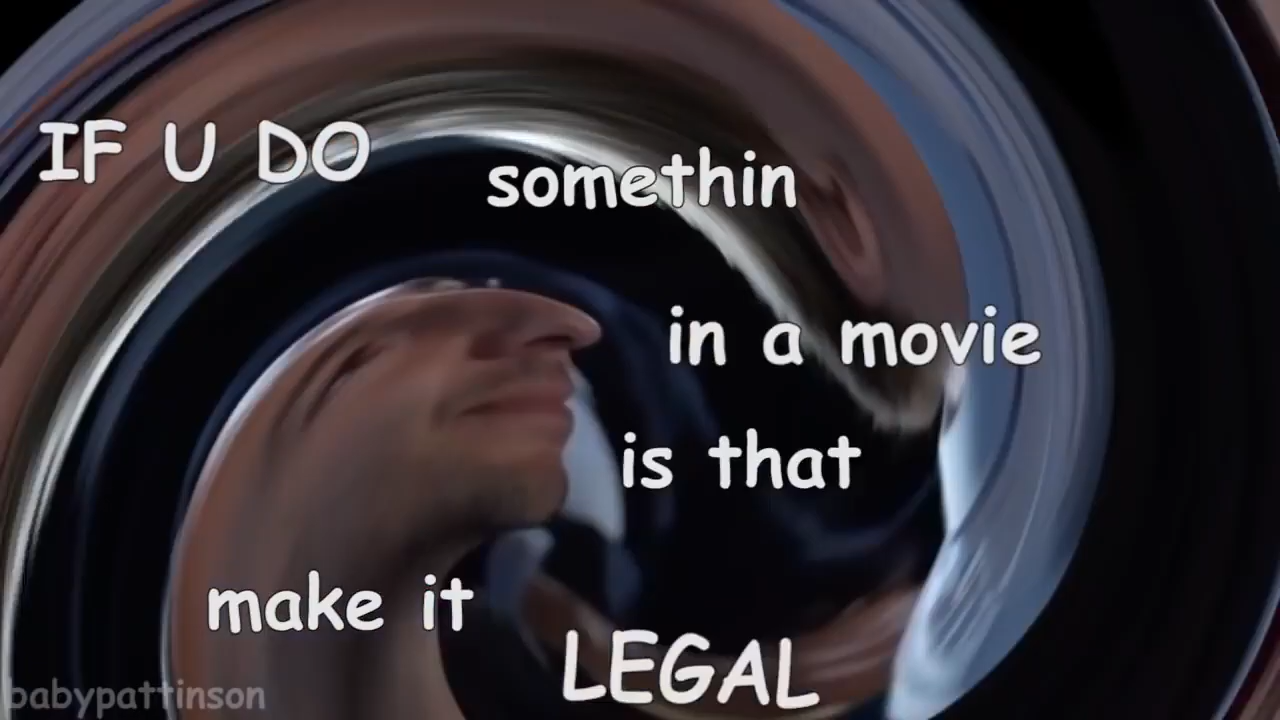 IF U DO
somethin
in a movie
is that
make it
LEGAL
babypattinson